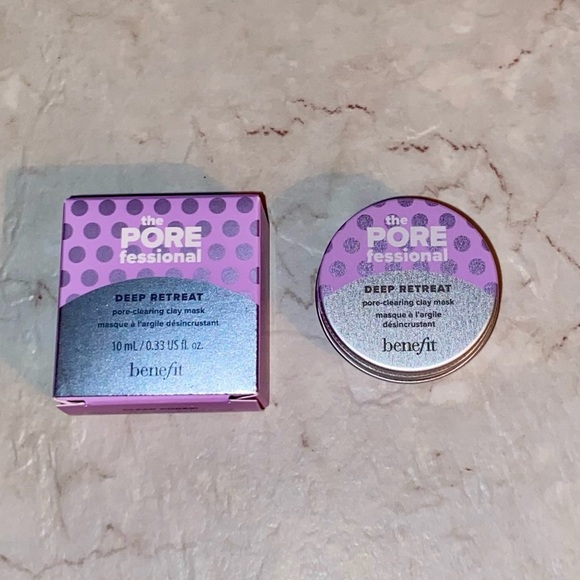 the
PORE
fessional
DEEP RETREAT
pore-clearing clay mask
masque à l'argile désincrustant
10 mL / 0.33 US fl. oz.
benefit
the
PORE
fessional
DEEP RETREAT
pore-clearing clay mask
masque à l'argile
désincrustant
benefit